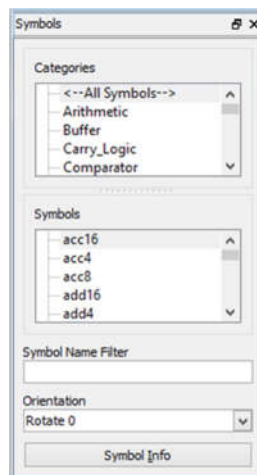 Symbols
Categories
<--All Symbols-->
Arithmetic
Buffer
Carry_Logic
Comparator
Symbols
acc16
acc4
acc8
add16
add4
Symbol Name Filter
Orientation
Rotate 0
Symbol Info